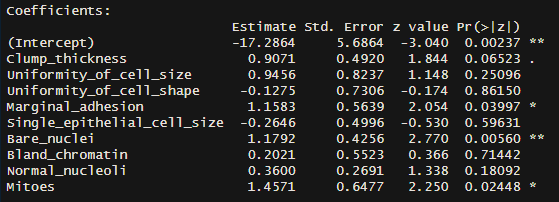 Coefficients:
Estimate Std. Error z value Pr(>|z|)
(Intercept) -17.2864 5.6864 -3.040 0.00237 **
Clump_thickness 0.9071 0.4920 1.844 0.06523 .
Uniformity_of_cell_size 0.9456 0.8237 1.148 0.25096
Uniformity_of_cell_shape -0.1275 0.7306 -0.174 0.86150
Marginal_adhesion 1.1583 0.5639 2.054 0.03997 *
Single_epithelial_cell_size -0.2646 0.4996 -0.530 0.59631
Bare_nuclei 1.1792 0.4256 2.770 0.00560 **
Bland_chromatin 0.2021 0.5523 0.366 0.71442
Normal_nucleoli 0.3600 0.2691 1.338 0.18092
Mitoes 1.4571 0.6477 2.250 0.02448 *